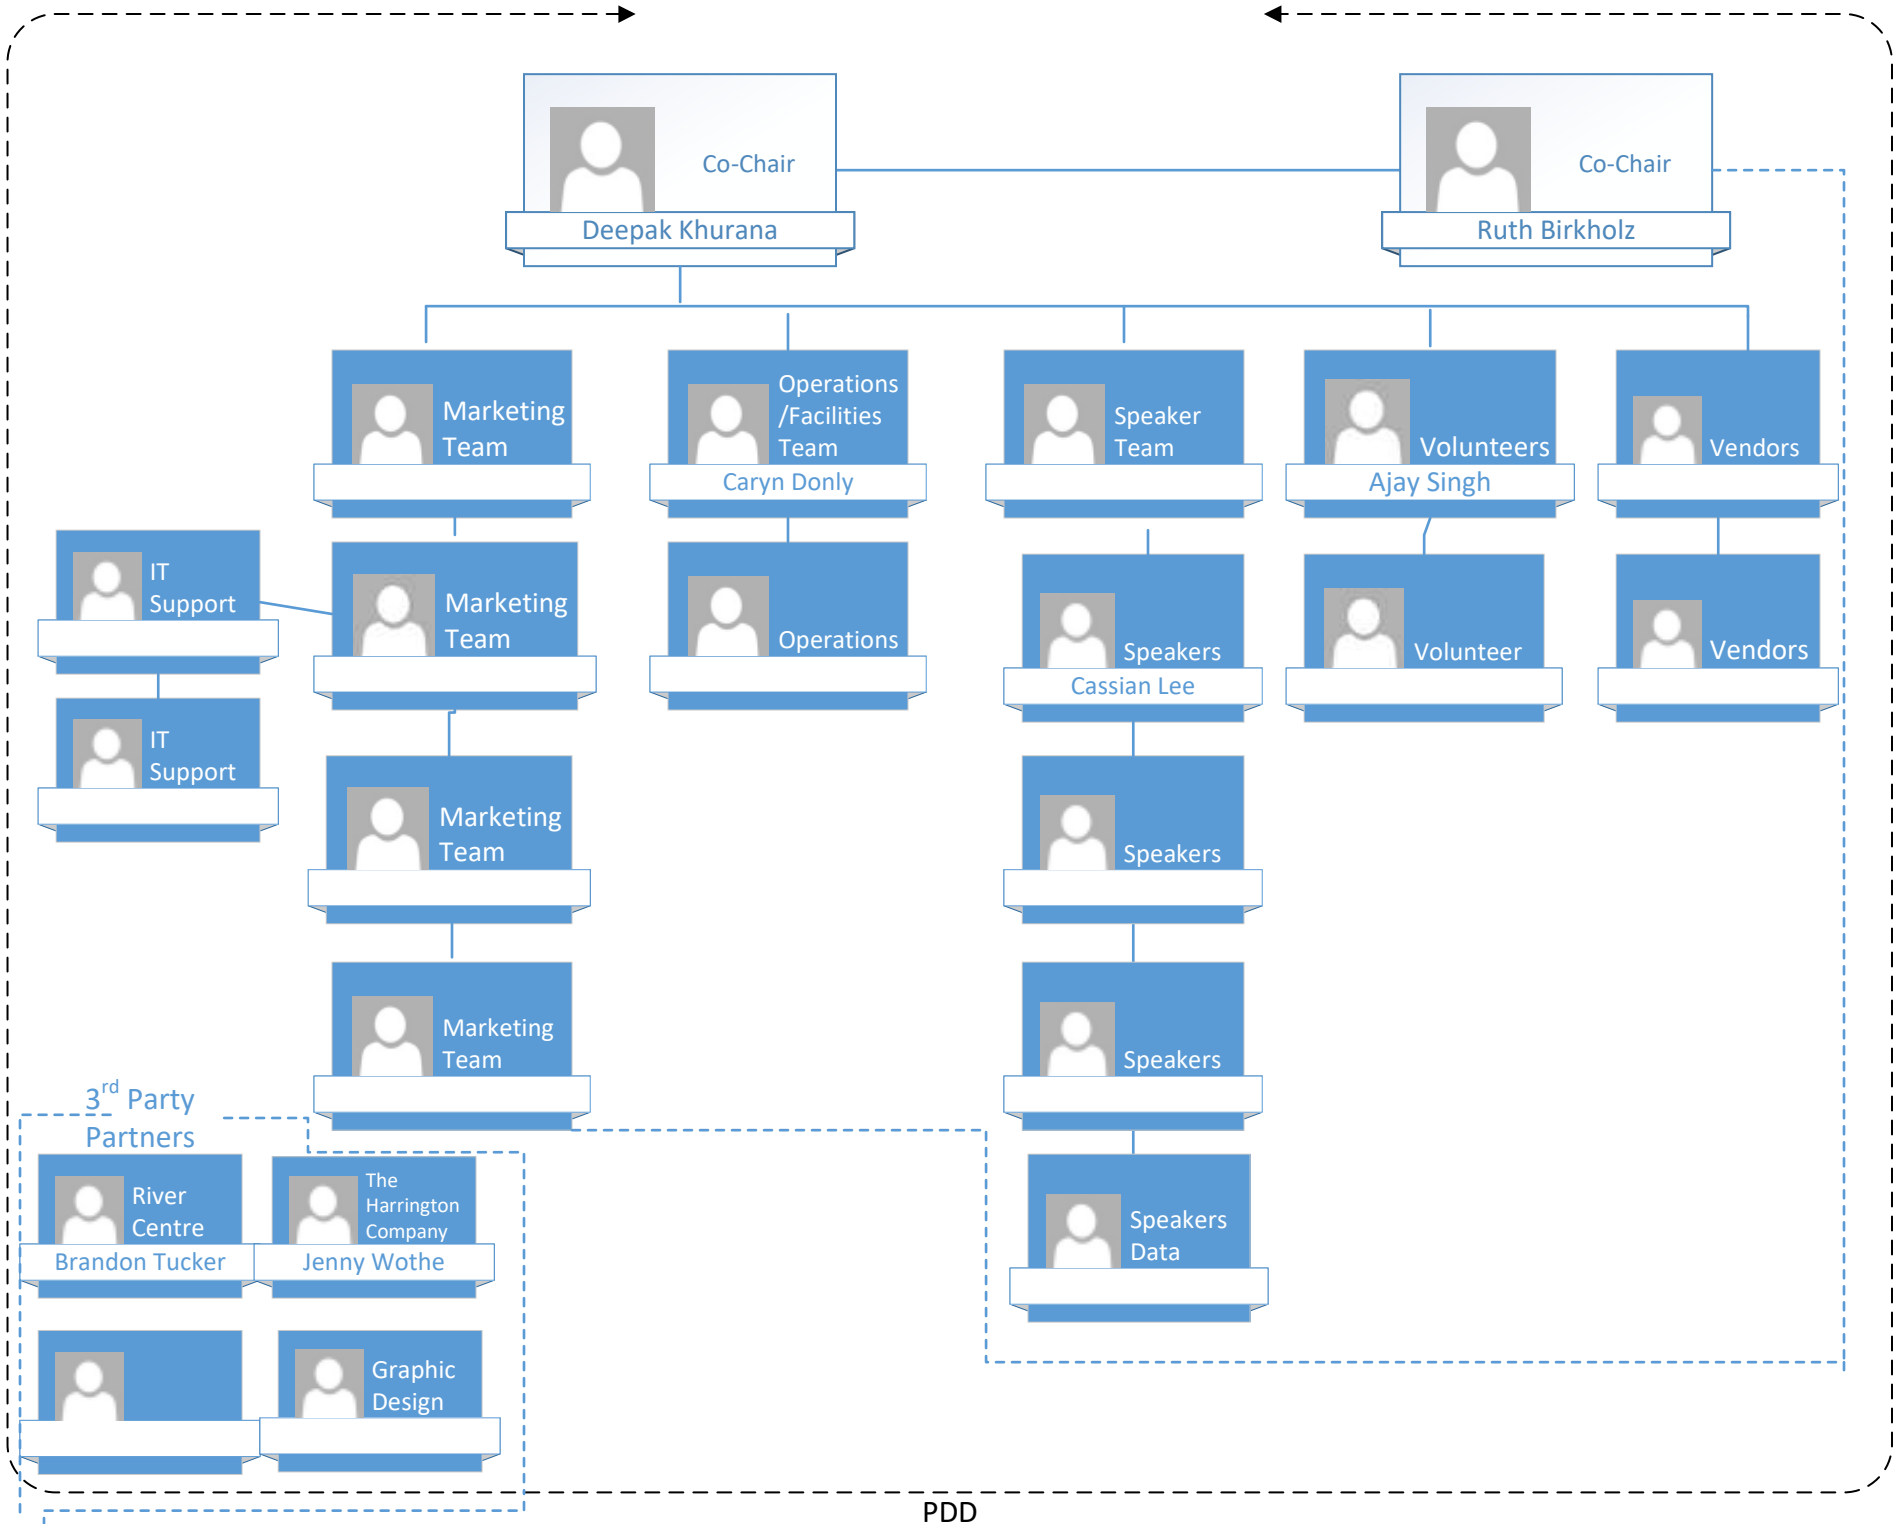 Co-Chair
Deepak Khurana
Co-Chair
Ruth Birkholz
Marketing
Team
Operations
/Facilities
Team
Caryn Donly
Speaker
Team
Volunteers
Ajay Singh
Vendors
IT
Support
Marketing
Team
Operations
Speakers
Cassian Lee
Volunteer
Vendors
IT
Support
Marketing
Team
Speakers
Marketing
Team
Speakers
3rd Party
Partners
River
Centre
Brandon Tucker
The
Harrington
Company
Jenny Wothe
Speakers
Data
Graphic
Design
PDD